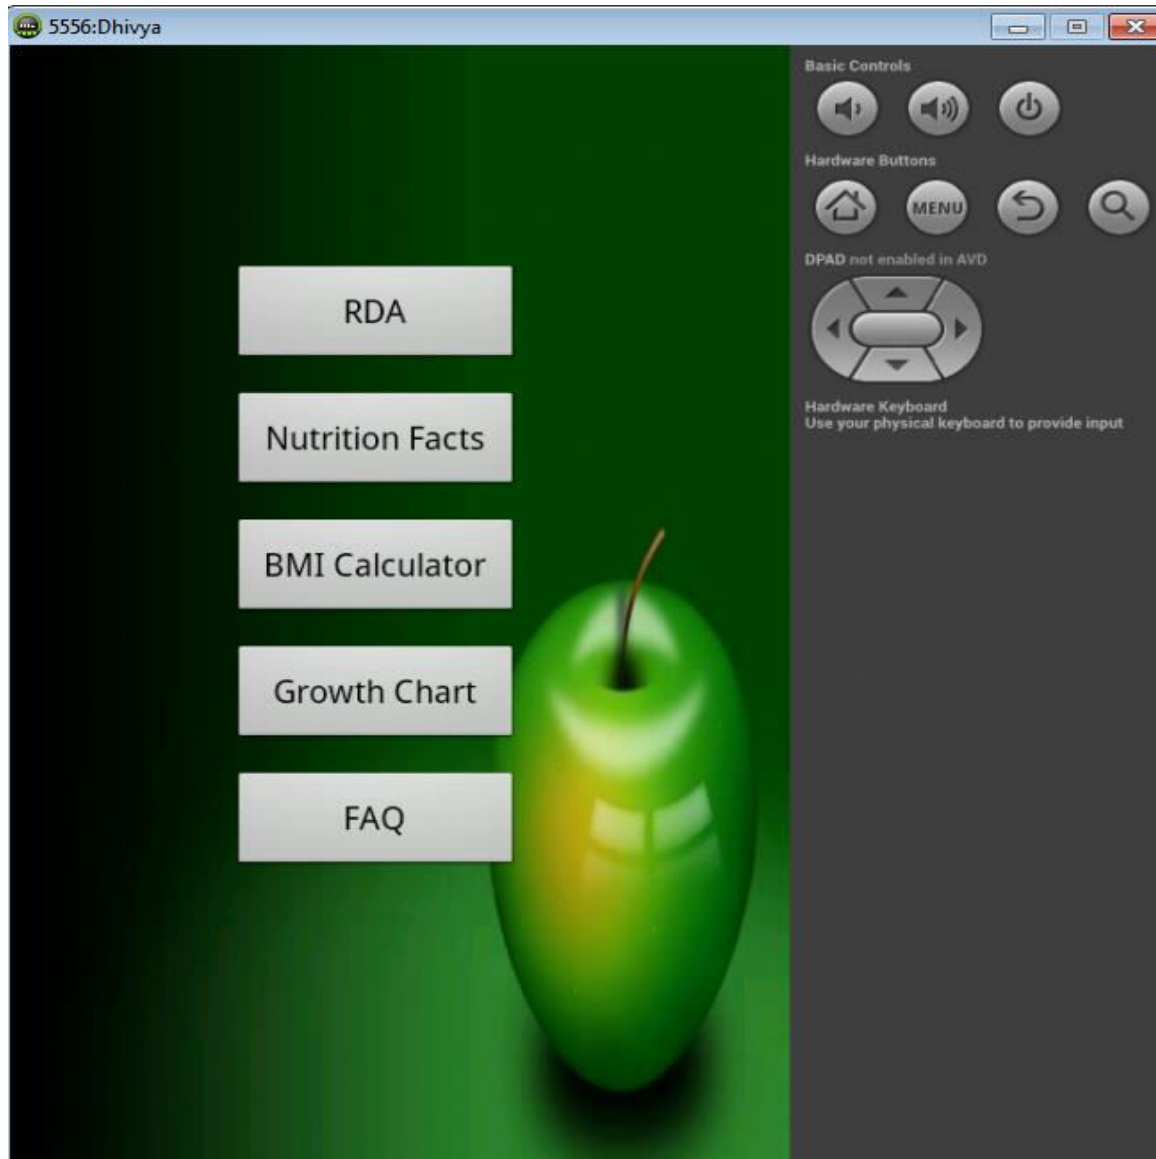 5556:Dhivya
RDA
Nutrition Facts
BMI Calculator
Growth Chart
FAQ
Basic Controls
Hardware Buttons
MENU
DPAD not enabled in AVD
Hardware Keyboard
Use your physical keyboard to provide input